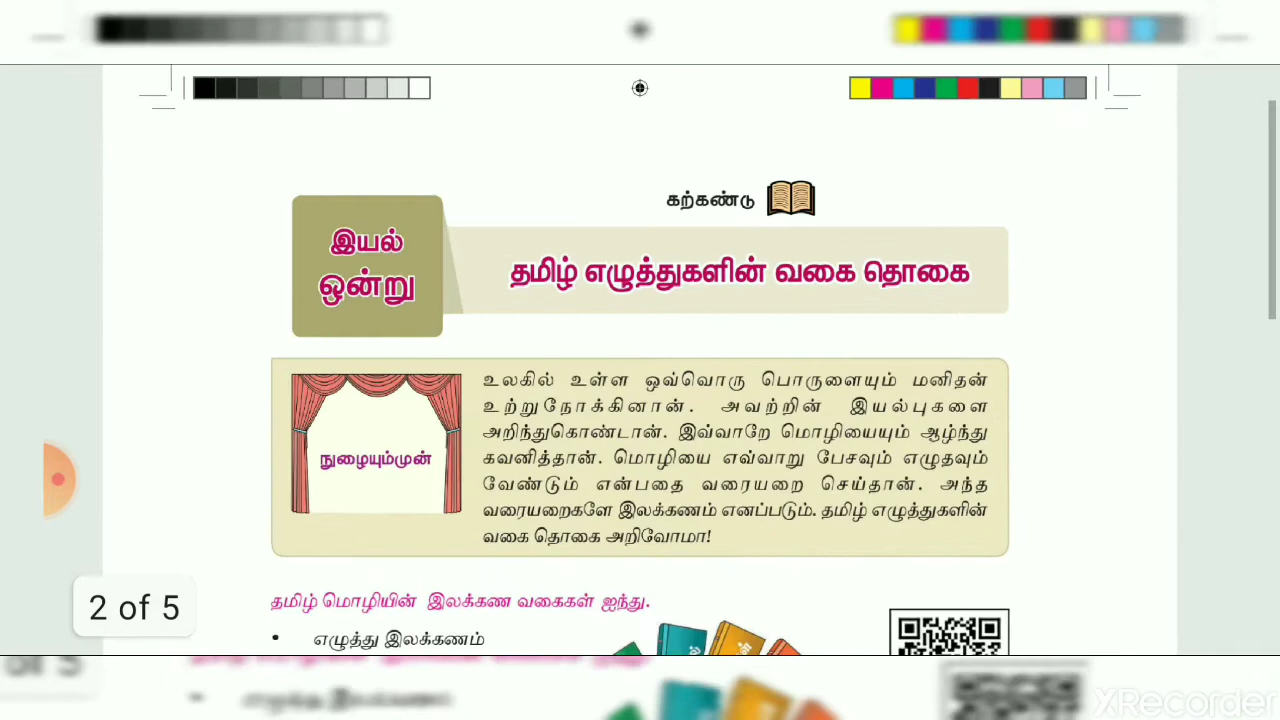 கற்கண்டு
இயல்
ஒன்று
தமிழ் எழுத்துகளின் வகை தொகை
நுழையும்முன்
உலகில் உள்ள ஒவ்வொரு பொருளையும் மனிதன்
உற்றுநோக்கினான். அவற்றின் இயல்புகளை
அறிந்துகொண்டான். இவ்வாறே மொழியையும் ஆழ்ந்து
கவனித்தான். மொழியை எவ்வாறு பேசவும் எழுதவும்
வேண்டும் என்பதை வரையறை செய்தான். அந்த
வரையறைகளே இலக்கணம் எனப்படும். தமிழ் எழுத்துகளின்
வகை தொகை அறிவோமா!
2 of 5
தமிழ் மொழியின் இலக்கண வகைகள் ஐந்து.
• எழுத்து இலக்கணம்
XRecorder